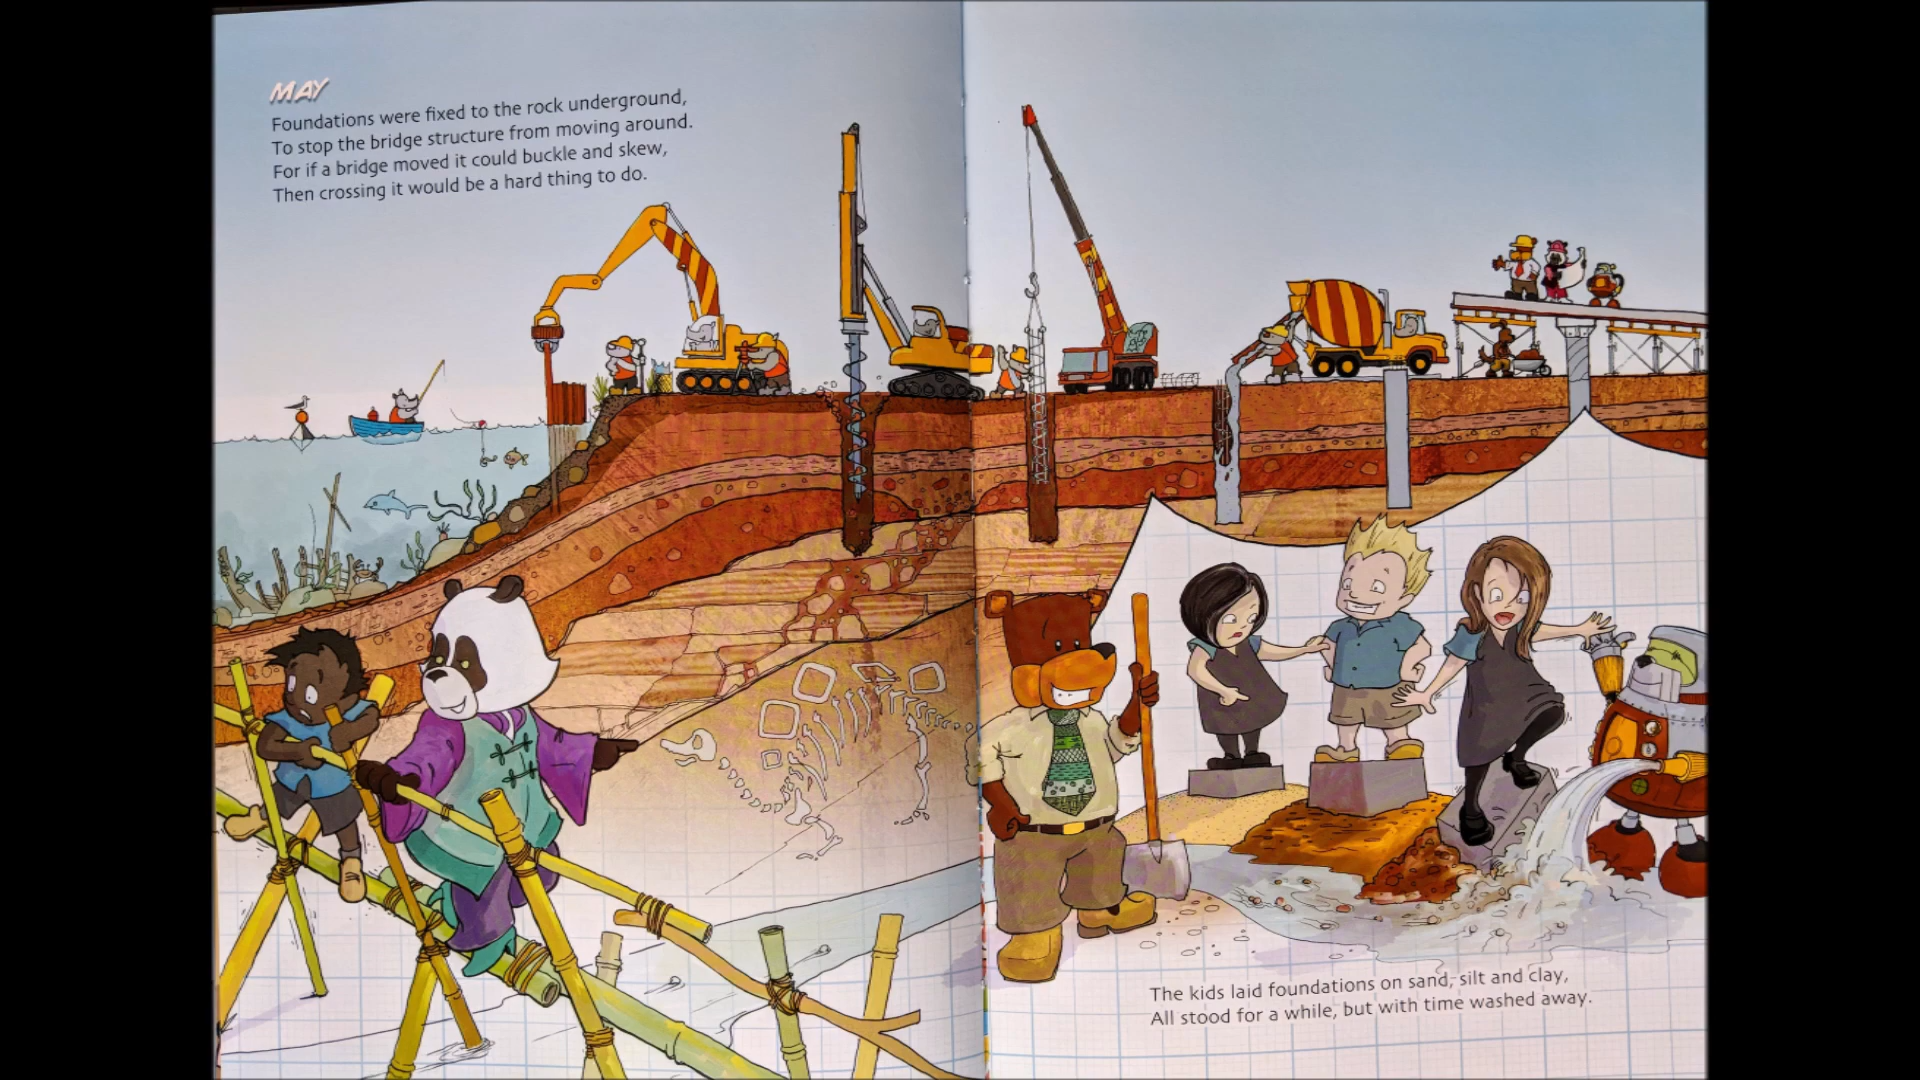 MAY
Foundations were fixed to the rock underground,
To stop the bridge structure from moving around.
For if a bridge moved it could buckle and skew,
Then crossing it would be a hard thing to do.
The kids laid foundations on sand, silt and clay,
All stood for a while, but with time washed away.